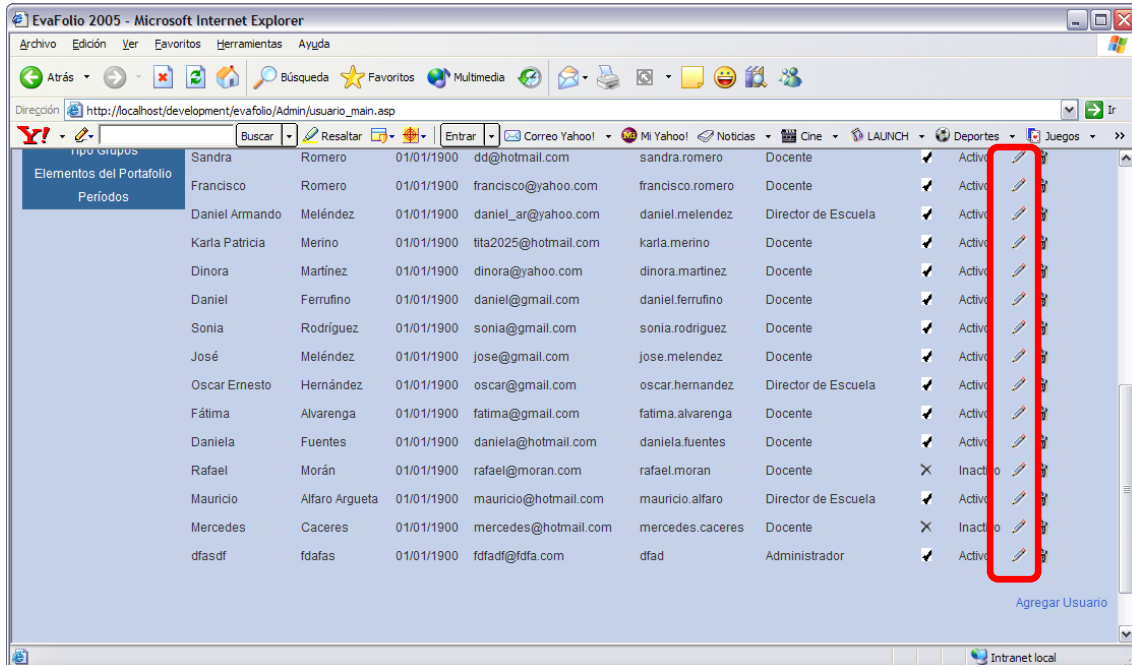 EvaFolio 2005 - Microsoft Internet Explorer
Archivo Edición Ver Favoritos Herramientas Ayuda
Atrás Búsqueda Favoritos Multimedia
Dirección http://localhost/development/evafolio/Admin/usuario_main.asp Ir
Y! Buscar Resaltar Entrar Correo Yahoo! Mi Yahoo! Noticias Cine LAUNCH Deportes Juegos »
Tipo Grupos
Elementos del Portafolio
Períodos
Sandra Romero 01/01/1900 dd@hotmail.com sandra.romero Docente Activo
Francisco Romero 01/01/1900 francisco@yahoo.com francisco.romero Docente Activo
Daniel Armando Meléndez 01/01/1900 daniel_ar@yahoo.com daniel.melendez Director de Escuela Activo
Karla Patricia Merino 01/01/1900 tita2025@hotmail.com karla.merino Docente Activo
Dinora Martínez 01/01/1900 dinora@yahoo.com dinora.martinez Docente Activo
Daniel Ferrufino 01/01/1900 daniel@gmail.com daniel.ferrufino Docente Activo
Sonia Rodríguez 01/01/1900 sonia@gmail.com sonia.rodriguez Docente Activo
José Meléndez 01/01/1900 jose@gmail.com jose.melendez Docente Activo
Oscar Ernesto Hernández 01/01/1900 oscar@gmail.com oscar.hernandez Director de Escuela Activo
Fátima Alvarenga 01/01/1900 fatima@gmail.com fatima.alvarenga Docente Activo
Daniela Fuentes 01/01/1900 daniela@hotmail.com daniela.fuentes Docente Activo
Rafael Morán 01/01/1900 rafael@moran.com rafael.moran Docente Inactivo
Mauricio Alfaro Argueta 01/01/1900 mauricio@hotmail.com mauricio.alfaro Director de Escuela Activo
Mercedes Caceres 01/01/1900 mercedes@hotmail.com mercedes.caceres Docente Inactivo
dfasdf fdafas 01/01/1900 fdfadf@fdfa.com dfad Administrador Activo
Agregar Usuario
Intranet local